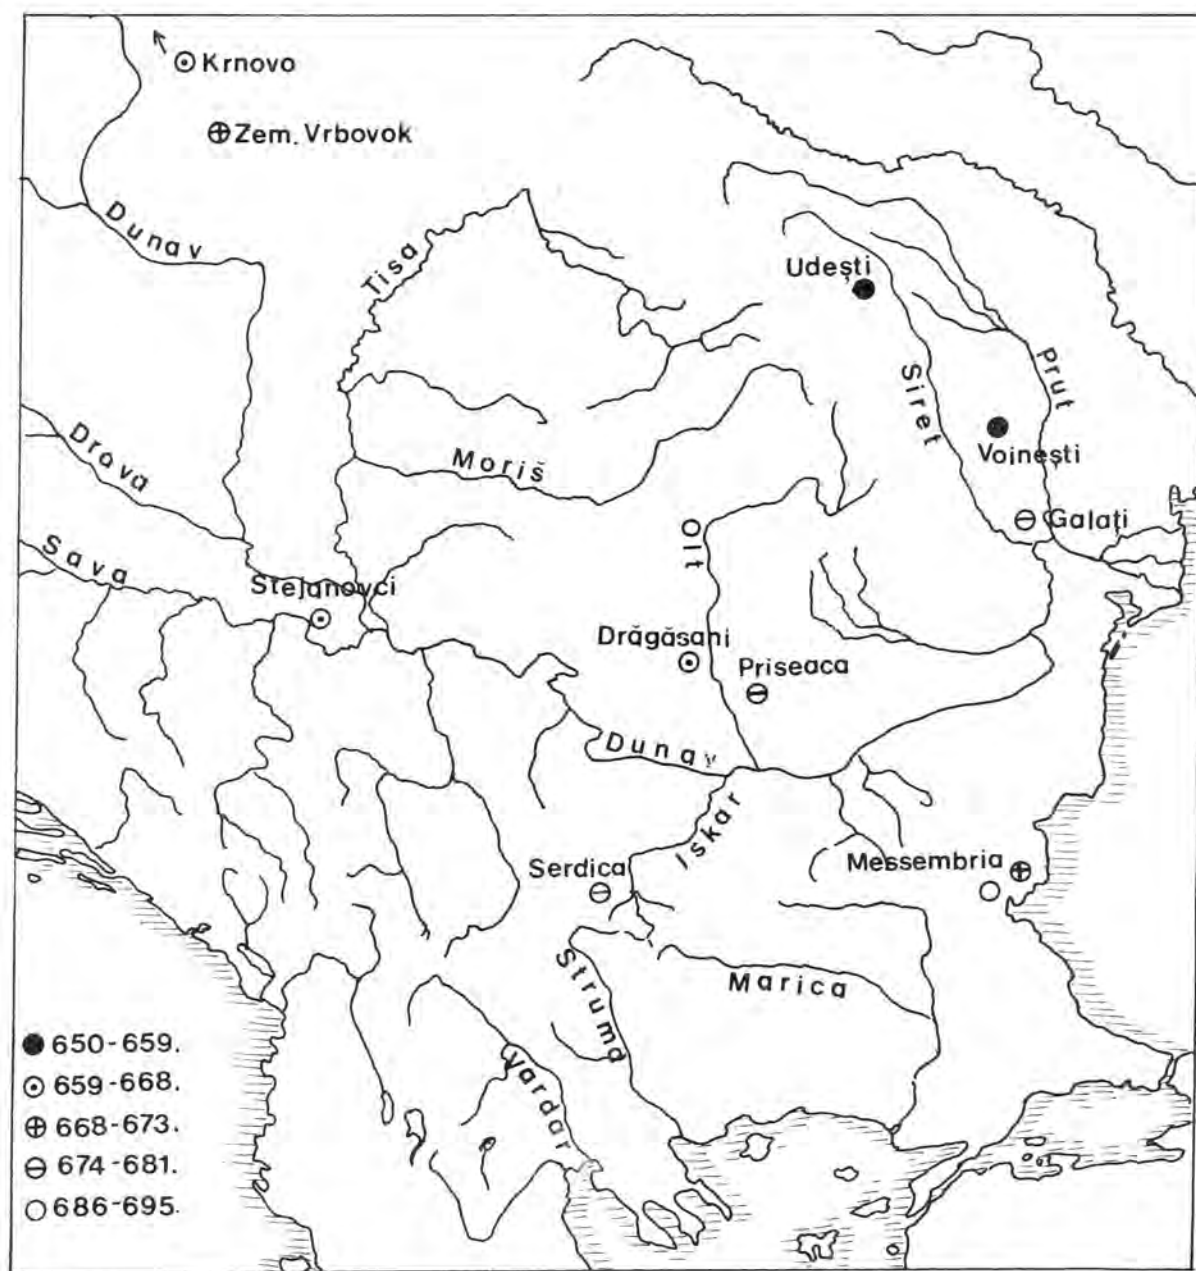 Krnovo
Zem. Vrbovok
Dunav
Tisa
Udești
Prut
Siret
Drava
Moriš
Voinești
Olt
Galați
Sava
Stejanovci
Drăgăsani
Priseaca
Dunav
Iskar
Messembria
Serdica
Struma
Marica
Vardar
650-659.
659-668.
668-673.
674-681.
686-695.